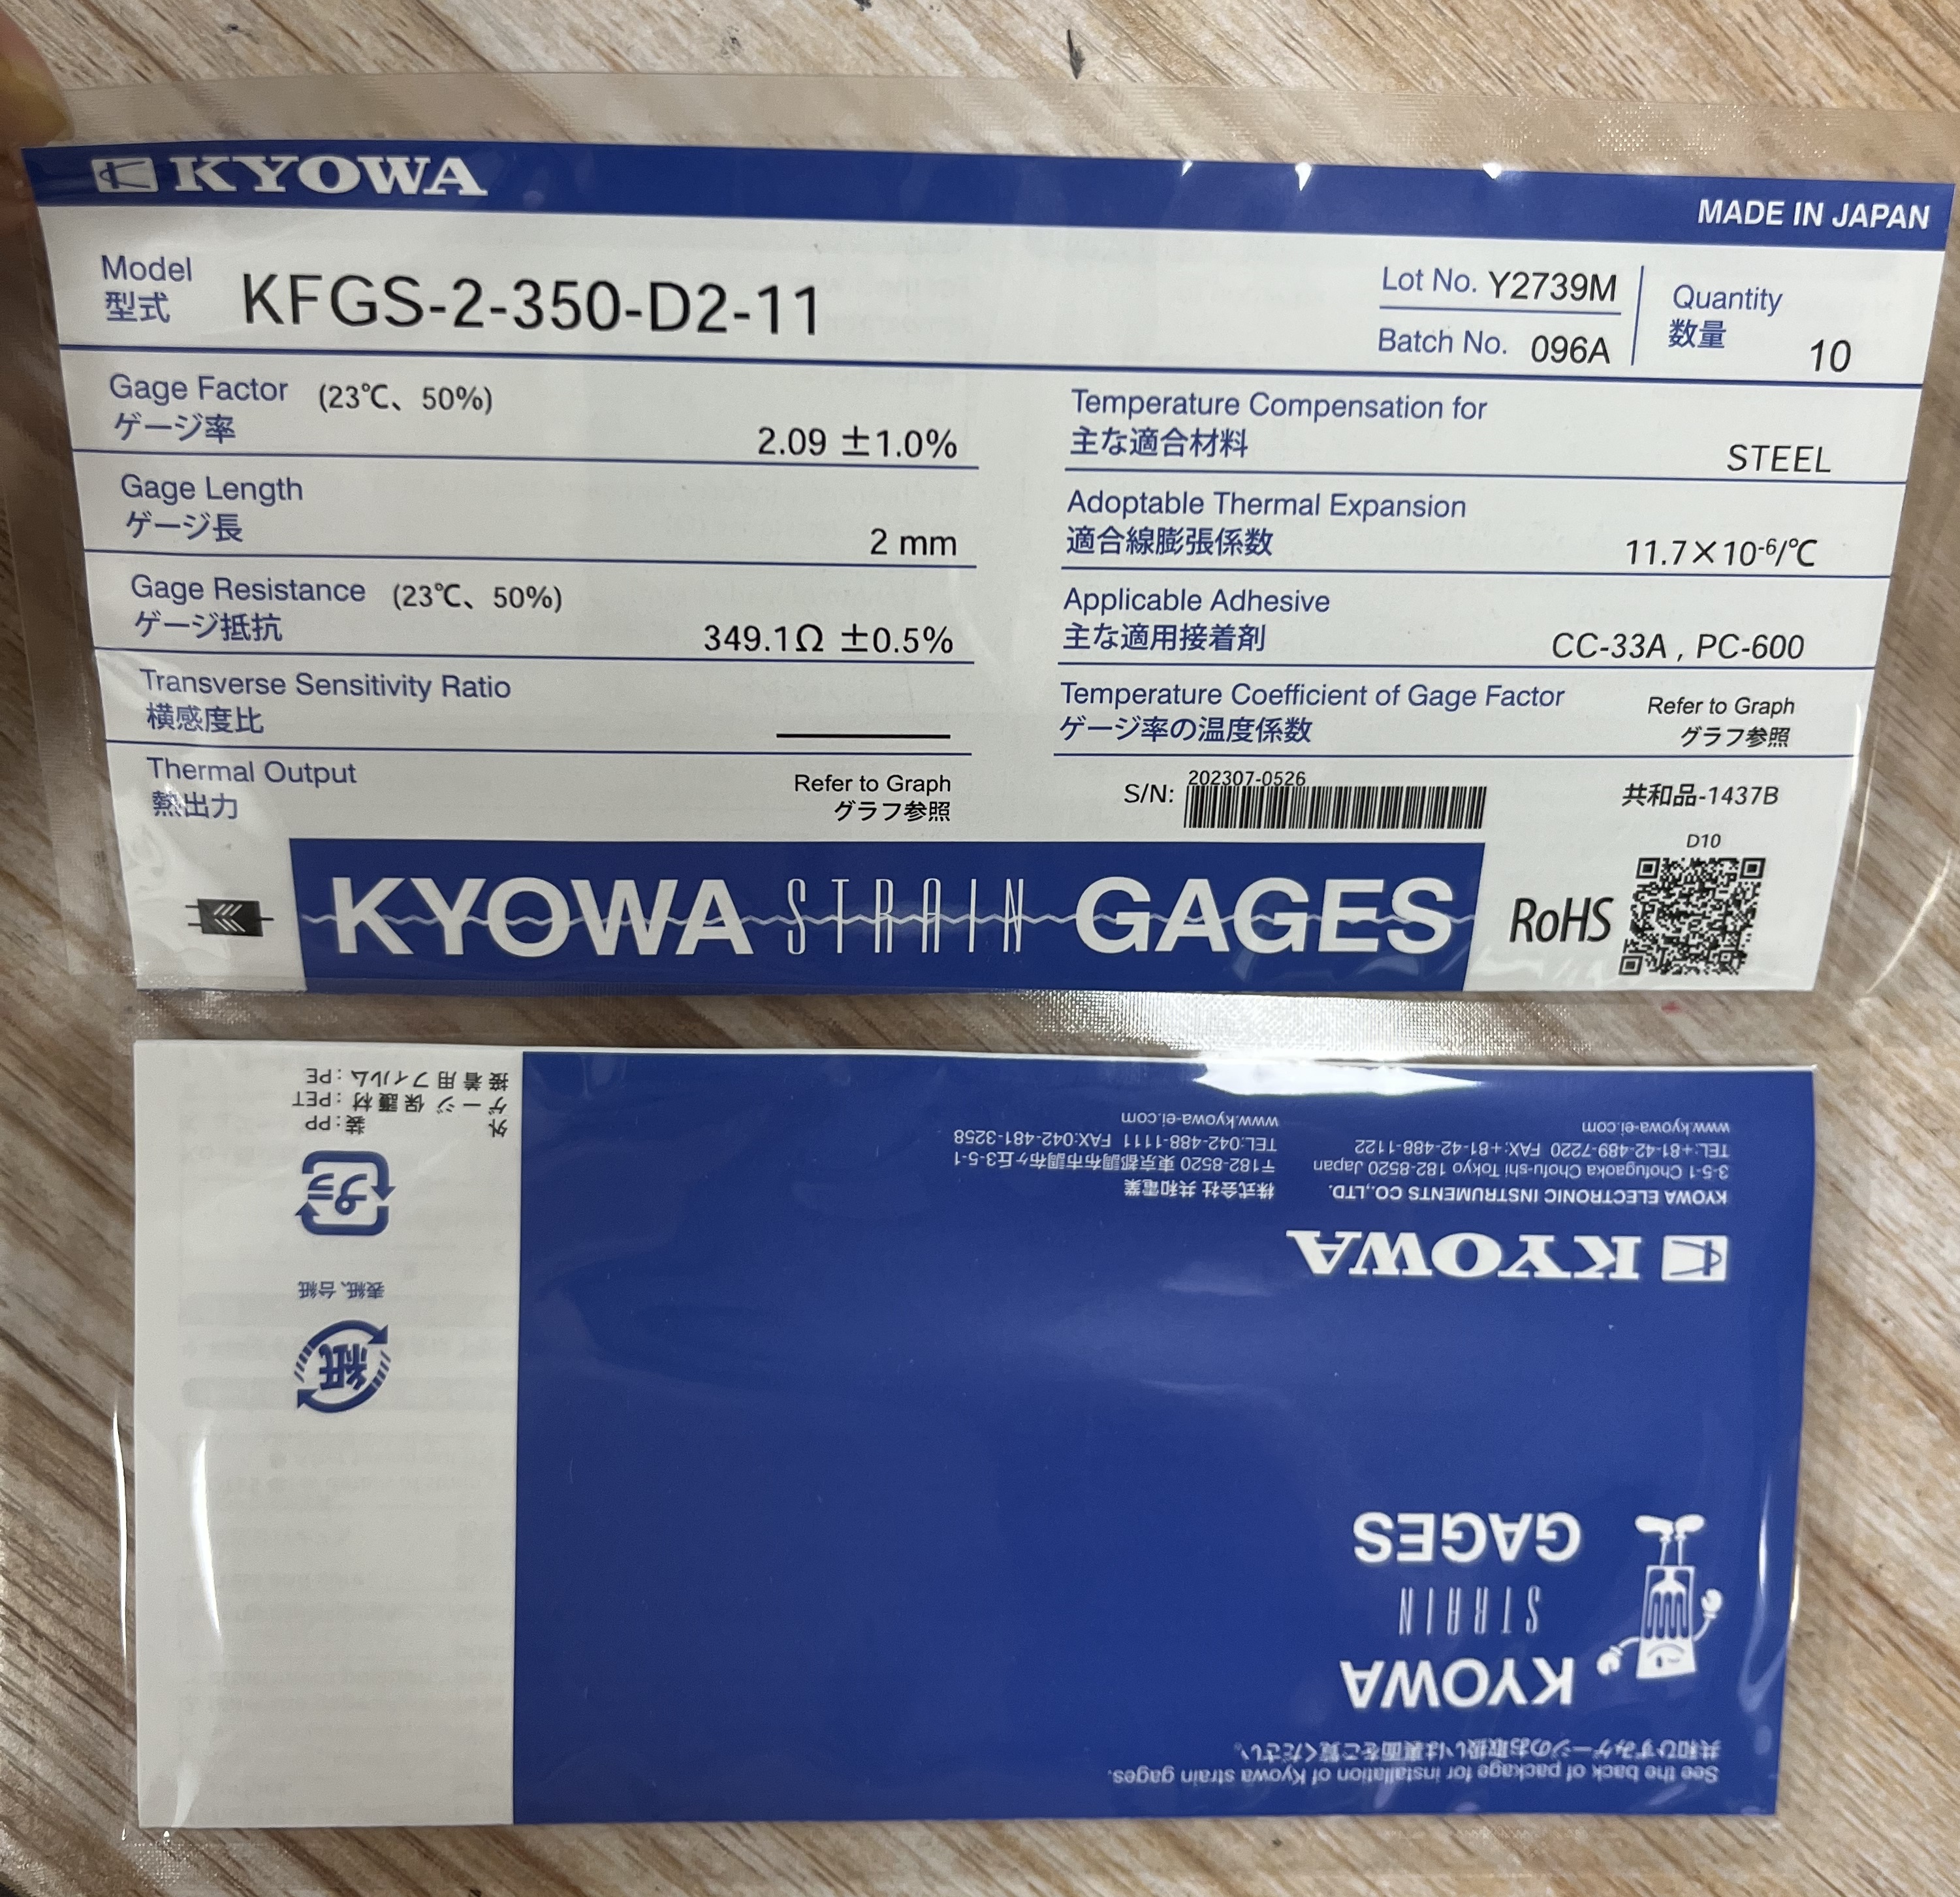 KYOWA
MADE IN JAPAN
Model
型式
KFGS-2-350-D2-11
Lot No. Y2739M
Batch No. 096A
Quantity
数量
10
Gage Factor (23℃、50%)
ゲージ率
2.09 ±1.0%
Gage Length
ゲージ長
2 mm
Gage Resistance (23℃、50%)
ゲージ抵抗
349.1Ω ±0.5%
Transverse Sensitivity Ratio
横感度比
Thermal Output
熱出力
Refer to Graph
グラフ参照
Temperature Compensation for
主な適合材料
STEEL
Adoptable Thermal Expansion
適合線膨張係数
11.7×10-6/℃
Applicable Adhesive
主な適用接着剤
CC-33A , PC-600
Temperature Coefficient of Gage Factor
ゲージ率の温度係数
Refer to Graph
グラフ参照
S/N: 202307-0526
共和品-1437B
D10
KYOWA STRAIN GAGES
RoHS
See the back of package for installation of Kyowa strain gages.
共和ひずみゲージのお取扱いは裏面をご覧ください。
KYOWA
STRAIN
GAGES
KYOWA
KYOWA ELECTRONIC INSTRUMENTS CO.,LTD.
3-5-1 Chofugaoka Chofu-shi Tokyo 182-8520 Japan
TEL:+81-42-489-7220 FAX:+81-42-488-1122
www.kyowa-ei.com
株式会社 共和電業
〒182-8520 東京都調布市調布ヶ丘3-5-1
TEL:042-488-1111 FAX:042-481-3258
www.kyowa-ei.com
紙
表紙、台紙
プラ
外 装:PP
ゲージ保護材:PET
接着用フィルム:PE